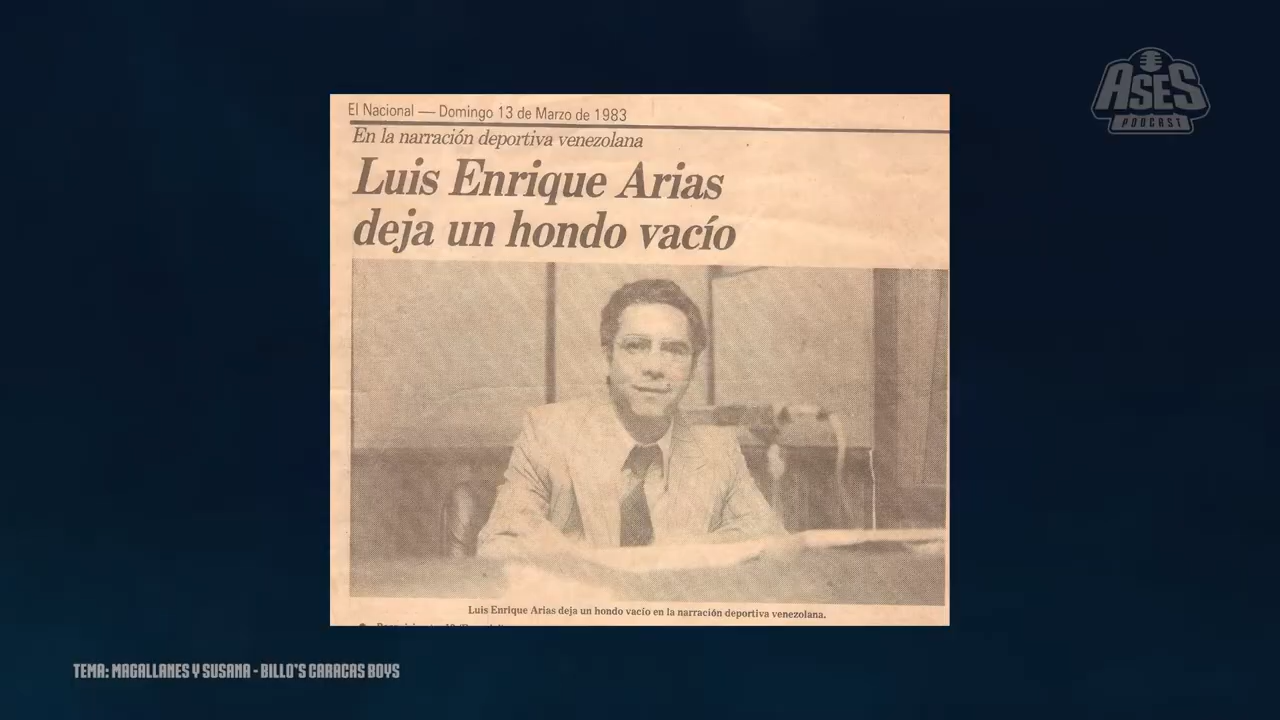 El Nacional — Domingo 13 de Marzo de 1983
En la narración deportiva venezolana
Luis Enrique Arias
deja un hondo vacío
Luis Enrique Arias deja un hondo vacío en la narración deportiva venezolana.
ASES
PODCAST
TEMA: MAGALLANES Y SUSANA - BILLO'S CARACAS BOYS